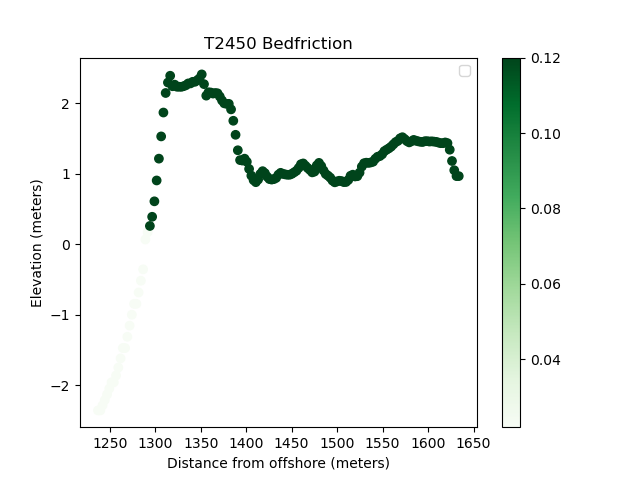 T2450 Bedfriction
Elevation (meters)
2
1
0
−1
−2
1250 1300 1350 1400 1450 1500 1550 1600 1650
Distance from offshore (meters)
0.12
0.10
0.08
0.06
0.04